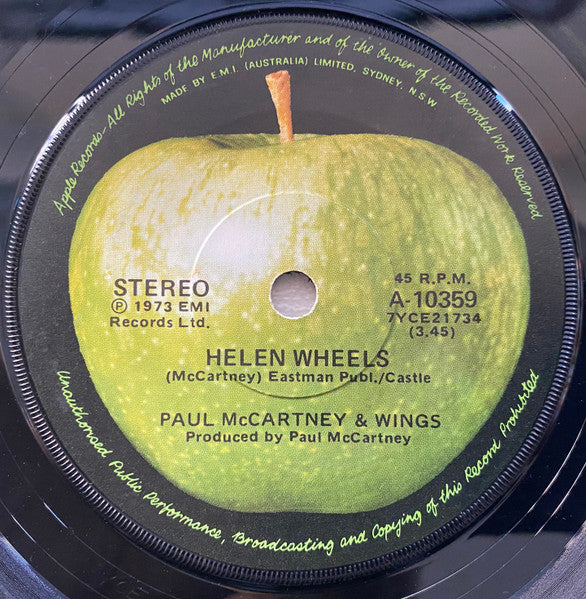 Apple Records-All Rights of the Manufacturer and of the Owner of the Recorded Work Reserved
MADE BY E.M.I. (AUSTRALIA) LIMITED, SYDNEY. N.S.W
STEREO
Ⓟ 1973 EMI
Records Ltd.
45 R.P.M.
A-10359
7YCE21734
(3.45)
HELEN WHEELS
(McCartney) Eastman Publ./Castle
PAUL McCARTNEY & WINGS
Produced by Paul McCartney
Unauthorised Public Performance, Broadcasting and Copying of this Record Prohibited